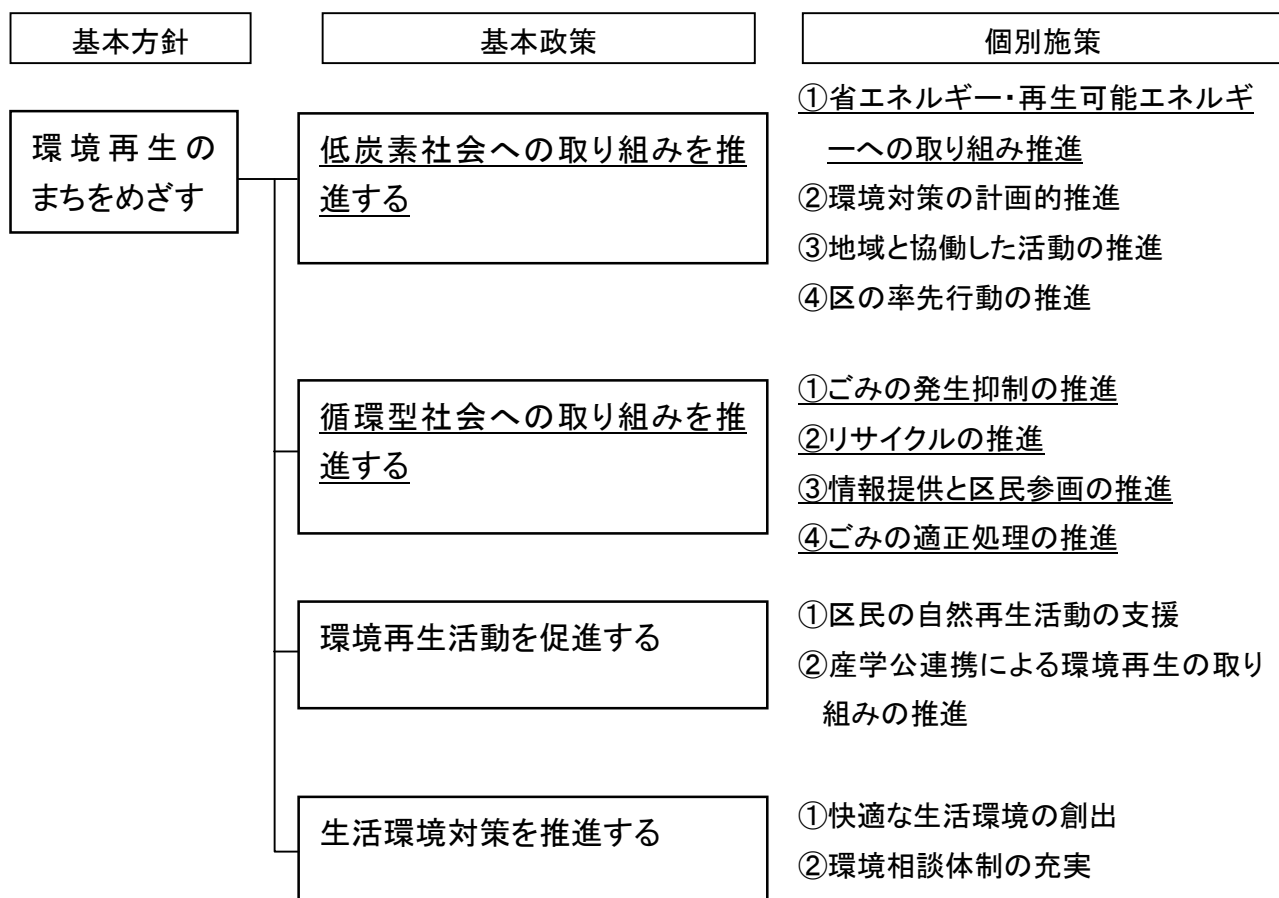 基本方針
基本政策
個別施策
環境再生の
まちをめざす
低炭素社会への取り組みを推
進する
①省エネルギー・再生可能エネルギ
ーへの取り組み推進
②環境対策の計画的推進
③地域と協働した活動の推進
④区の率先行動の推進
循環型社会への取り組みを推
進する
①ごみの発生抑制の推進
②リサイクルの推進
③情報提供と区民参画の推進
④ごみの適正処理の推進
環境再生活動を促進する
①区民の自然再生活動の支援
②産学公連携による環境再生の取り
組みの推進
生活環境対策を推進する
①快適な生活環境の創出
②環境相談体制の充実